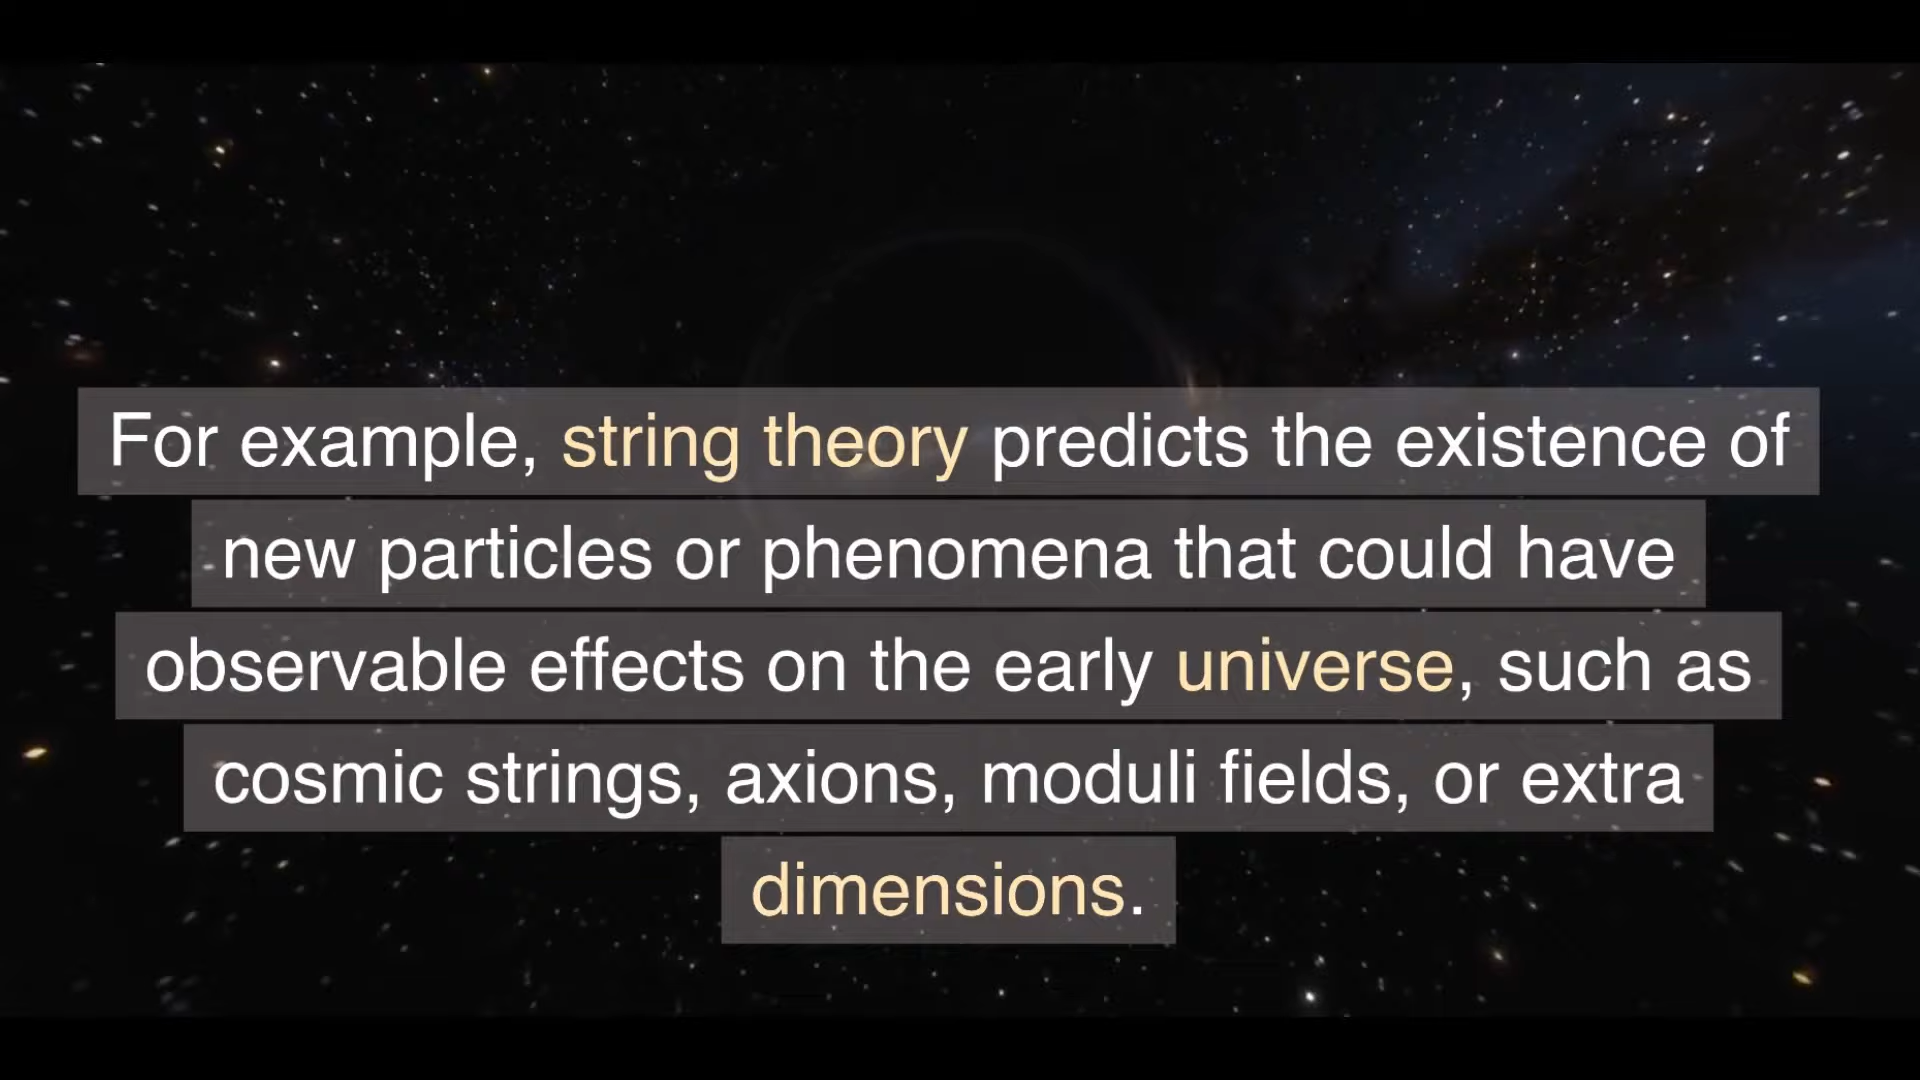 For example, string theory predicts the existence of
new particles or phenomena that could have
observable effects on the early universe, such as
cosmic strings, axions, moduli fields, or extra
dimensions.